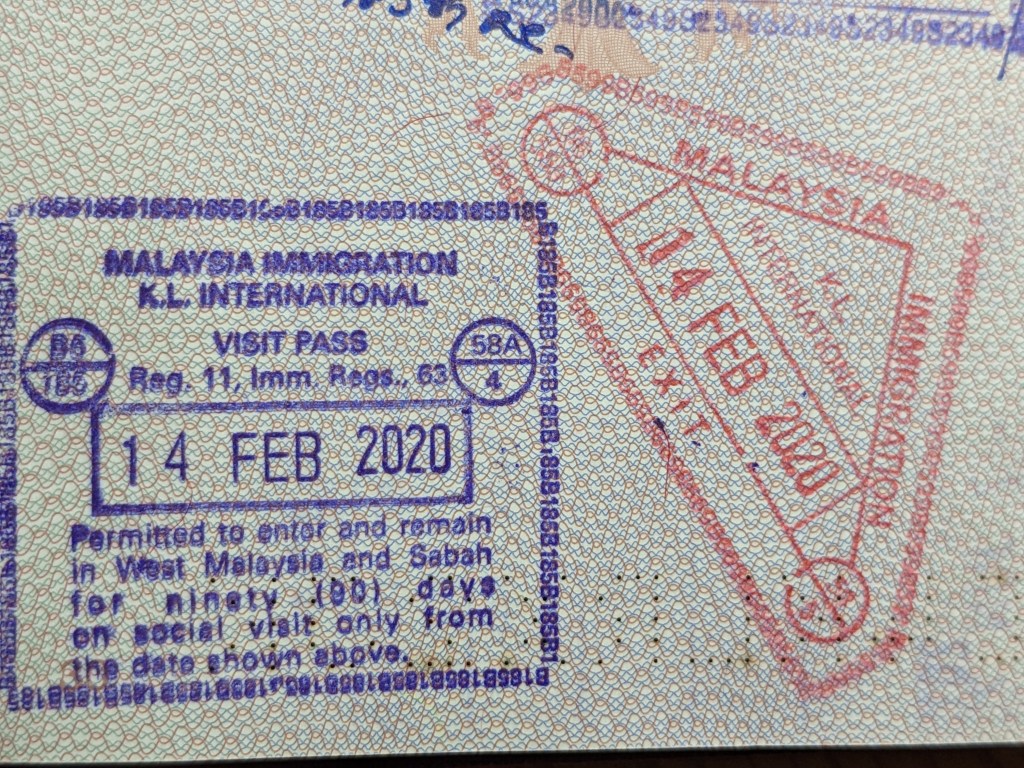 MALAYSIA IMMIGRATION
K.L. INTERNATIONAL
VISIT PASS
Reg. 11, Imm. Regs., 63
B6
TB5
58A
4
14 FEB 2020
Permitted to enter and remain
in West Malaysia and Sabah
for ninety (90) days
on social visit only from
the date shown above.
MALAYSIA
IMMIGRATION
K.L.
INTERNATIONAL
14 FEB 2020
EXIT